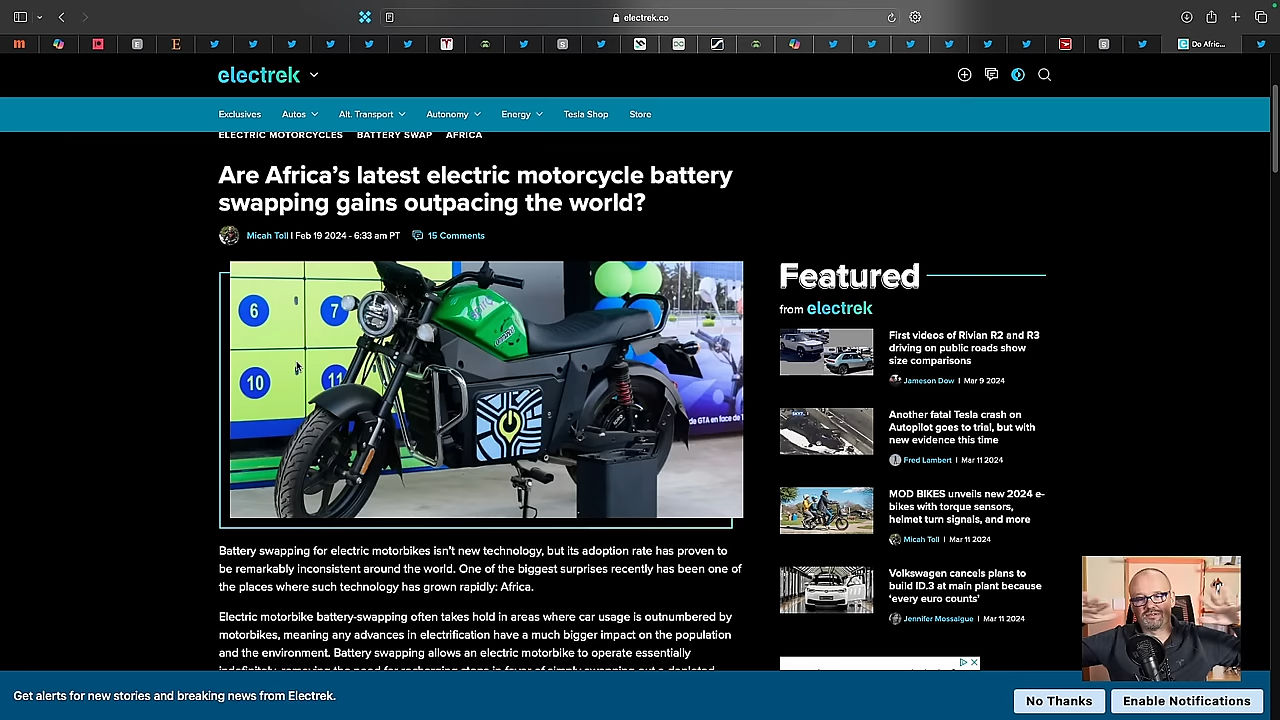 electrek.co
Do Afric...
electrek
Exclusives
Autos
Alt. Transport
Autonomy
Energy
Tesla Shop
Store
ELECTRIC MOTORCYCLES BATTERY SWAP AFRICA
Are Africa's latest electric motorcycle battery
swapping gains outpacing the world?
Micah Toll | Feb 19 2024 - 6:33 am PT
15 Comments
6
7
10
11
de GTA en face de
Battery swapping for electric motorbikes isn't new technology, but its adoption rate has proven to
be remarkably inconsistent around the world. One of the biggest surprises recently has been one of
the places where such technology has grown rapidly: Africa.
Electric motorbike battery-swapping often takes hold in areas where car usage is outnumbered by
motorbikes, meaning any advances in electrification have a much bigger impact on the population
and the environment. Battery swapping allows an electric motorbike to operate essentially
indefinitely, removing the need for recharging stops in favor of simply swapping out a depleted
Featured
from electrek
First videos of Rivian R2 and R3
driving on public roads show
size comparisons
Jameson Dow | Mar 9 2024
Another fatal Tesla crash on
Autopilot goes to trial, but with
new evidence this time
Fred Lambert | Mar 11 2024
MOD BIKES unveils new 2024 e-
bikes with torque sensors,
helmet turn signals, and more
Micah Toll | Mar 11 2024
Volkswagen cancels plans to
build ID.3 at main plant because
'every euro counts'
Jennifer Mossalgue | Mar 11 2024
Get alerts for new stories and breaking news from Electrek.
No Thanks
Enable Notifications